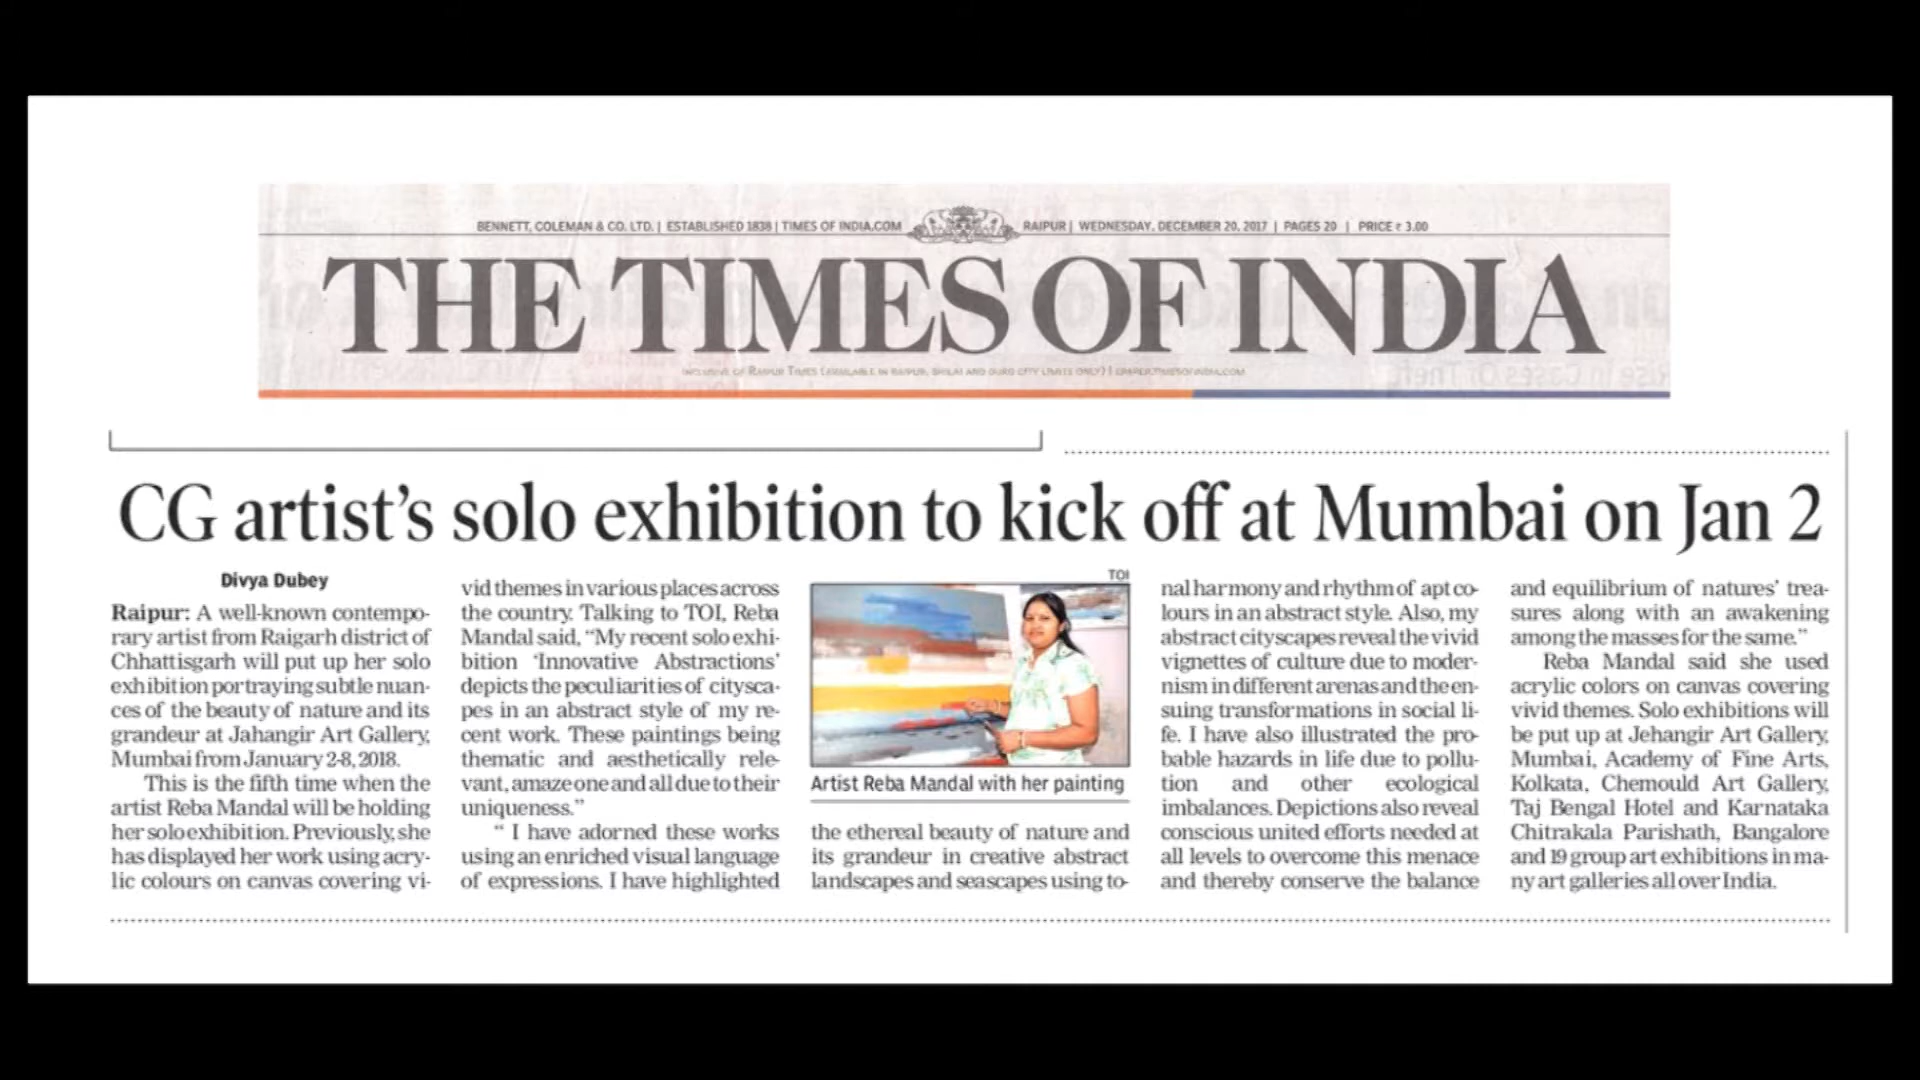 BENNETT, COLEMAN & CO. LTD. | ESTABLISHED 1838 | TIMES OF INDIA.COM
RAIPUR | WEDNESDAY, DECEMBER 20, 2017 | PAGES 20 | PRICE ₹ 3.00
THE TIMES OF INDIA
INCLUSIVE OF RAIPUR TIMES (AVAILABLE IN RAIPUR, BHILAI AND DURG CITY LIMITS ONLY) | EPAPER.TIMESOFINDIA.COM
CG artist's solo exhibition to kick off at Mumbai on Jan 2
Divya Dubey
Raipur: A well-known contempo-
rary artist from Raigarh district of
Chhattisgarh will put up her solo
exhibition portraying subtle nuan-
ces of the beauty of nature and its
grandeur at Jahangir Art Gallery,
Mumbai from January 2-8, 2018.
This is the fifth time when the
artist Reba Mandal will be holding
her solo exhibition. Previously, she
has displayed her work using acry-
lic colours on canvas covering vi-
vid themes in various places across
the country. Talking to TOI, Reba
Mandal said, “My recent solo exhi-
bition ‘Innovative Abstractions’
depicts the peculiarities of citysca-
pes in an abstract style of my re-
cent work. These paintings being
thematic and aesthetically rele-
vant, amaze one and all due to their
uniqueness.”
“ I have adorned these works
using an enriched visual language
of expressions. I have highlighted
TOI
Artist Reba Mandal with her painting
the ethereal beauty of nature and
its grandeur in creative abstract
landscapes and seascapes using to-
nal harmony and rhythm of apt co-
lours in an abstract style. Also, my
abstract cityscapes reveal the vivid
vignettes of culture due to moder-
nism in different arenas and the en-
suing transformations in social li-
fe. I have also illustrated the pro-
bable hazards in life due to pollu-
tion and other ecological
imbalances. Depictions also reveal
conscious united efforts needed at
all levels to overcome this menace
and thereby conserve the balance
and equilibrium of natures’ trea-
sures along with an awakening
among the masses for the same.”
Reba Mandal said she used
acrylic colors on canvas covering
vivid themes. Solo exhibitions will
be put up at Jehangir Art Gallery,
Mumbai, Academy of Fine Arts,
Kolkata, Chemould Art Gallery,
Taj Bengal Hotel and Karnataka
Chitrakala Parishath, Bangalore
and 19 group art exhibitions in ma-
ny art galleries all over India.